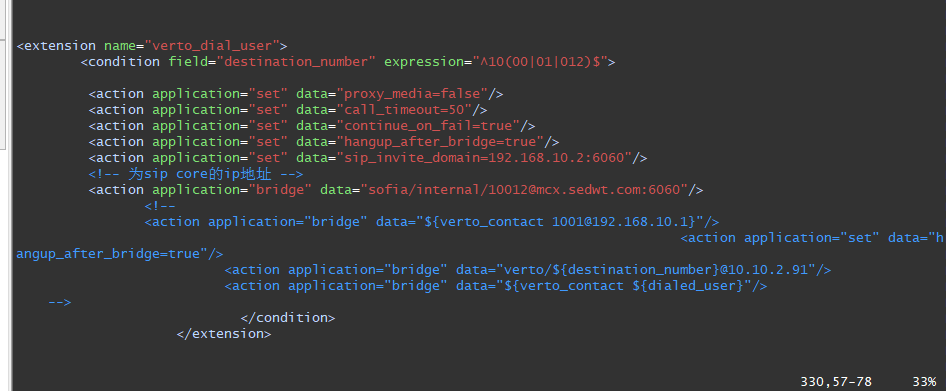 <extension name="verto_dial_user">
<condition field="destination_number" expression="^10(00|01|012)$">
<action application="set" data="proxy_media=false"/>
<action application="set" data="call_timeout=50"/>
<action application="set" data="continue_on_fail=true"/>
<action application="set" data="hangup_after_bridge=true"/>
<action application="set" data="sip_invite_domain=192.168.10.2:6060"/>
<!-- 为sip core的ip地址 -->
<action application="bridge" data="sofia/internal/10012@mcx.sedwt.com:6060"/>
<!--
<action application="bridge" data="${verto_contact 1001@192.168.10.1}"/>
<action application="set" data="h
angup_after_bridge=true"/>
<action application="bridge" data="verto/${destination_number}@10.10.2.91"/>
<action application="bridge" data="${verto_contact ${dialed_user}"/>
-->
</condition>
</extension>
330,57-78 33%